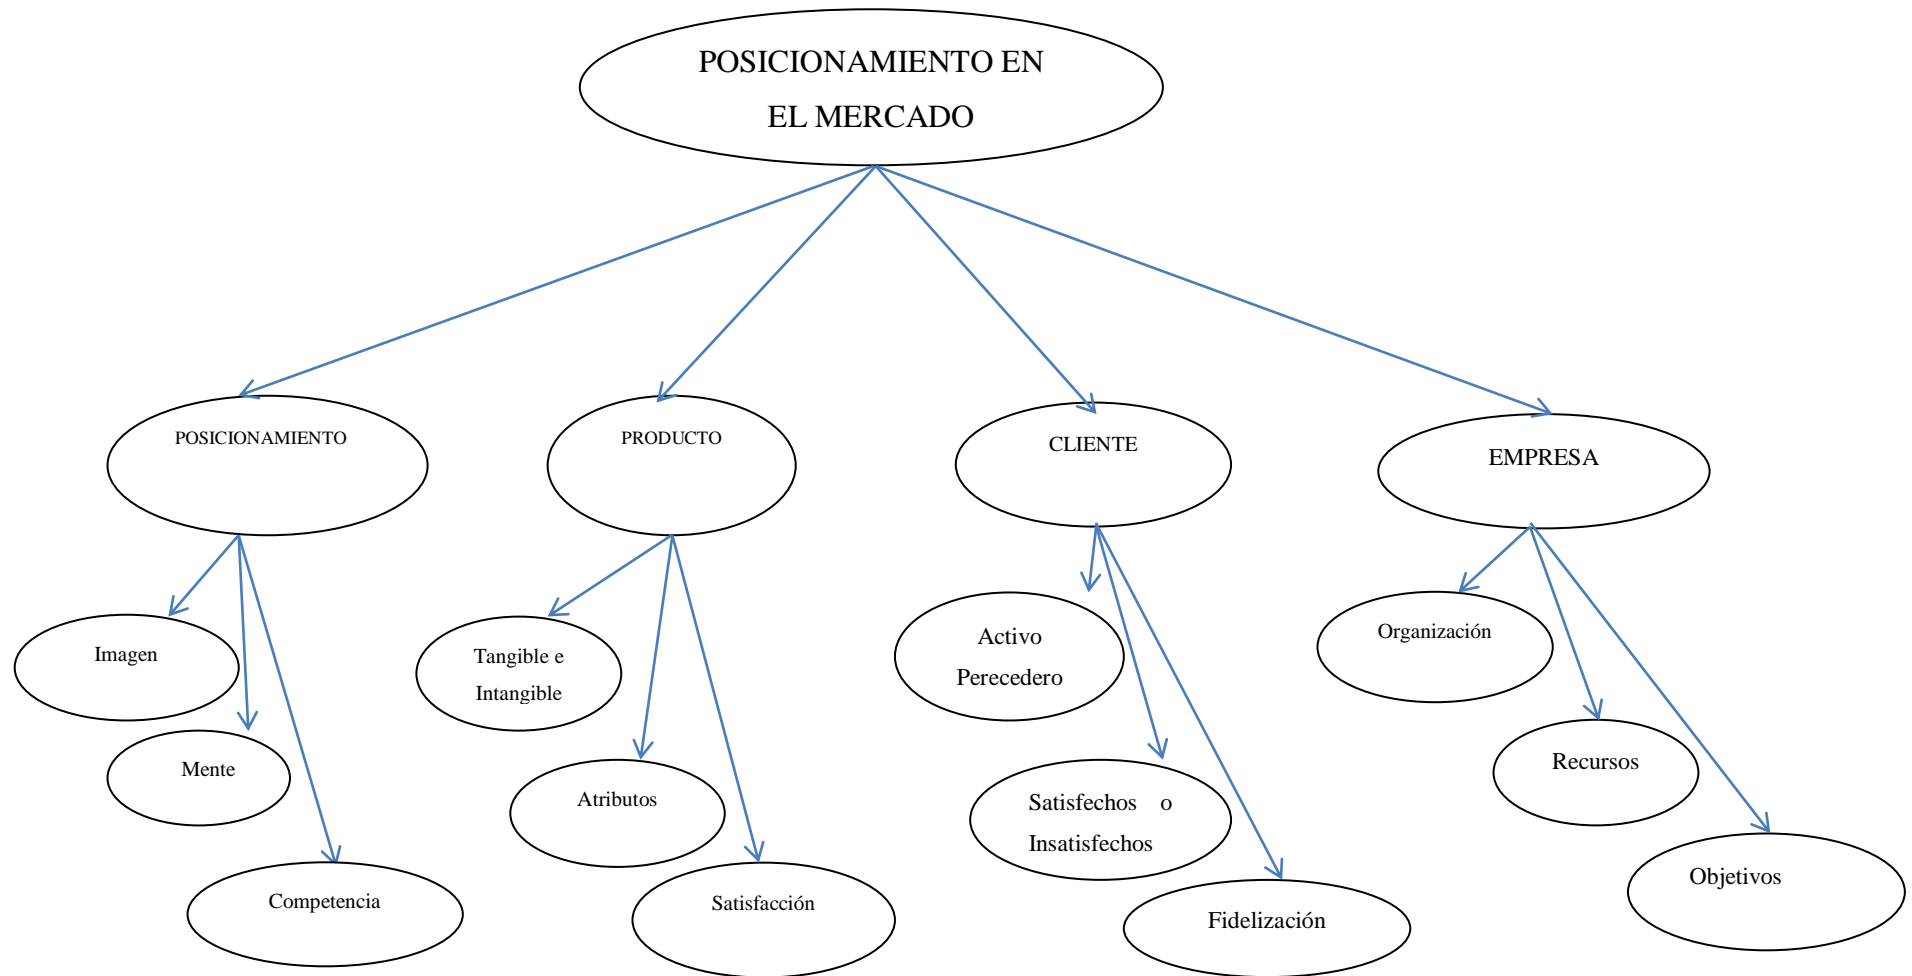 POSICIONAMIENTO EN
EL MERCADO
POSICIONAMIENTO
PRODUCTO
CLIENTE
EMPRESA
Imagen
Mente
Competencia
Tangible e
Intangible
Atributos
Satisfacción
Activo
Perecedero
Satisfechos o
Insatisfechos
Fidelización
Organización
Recursos
Objetivos